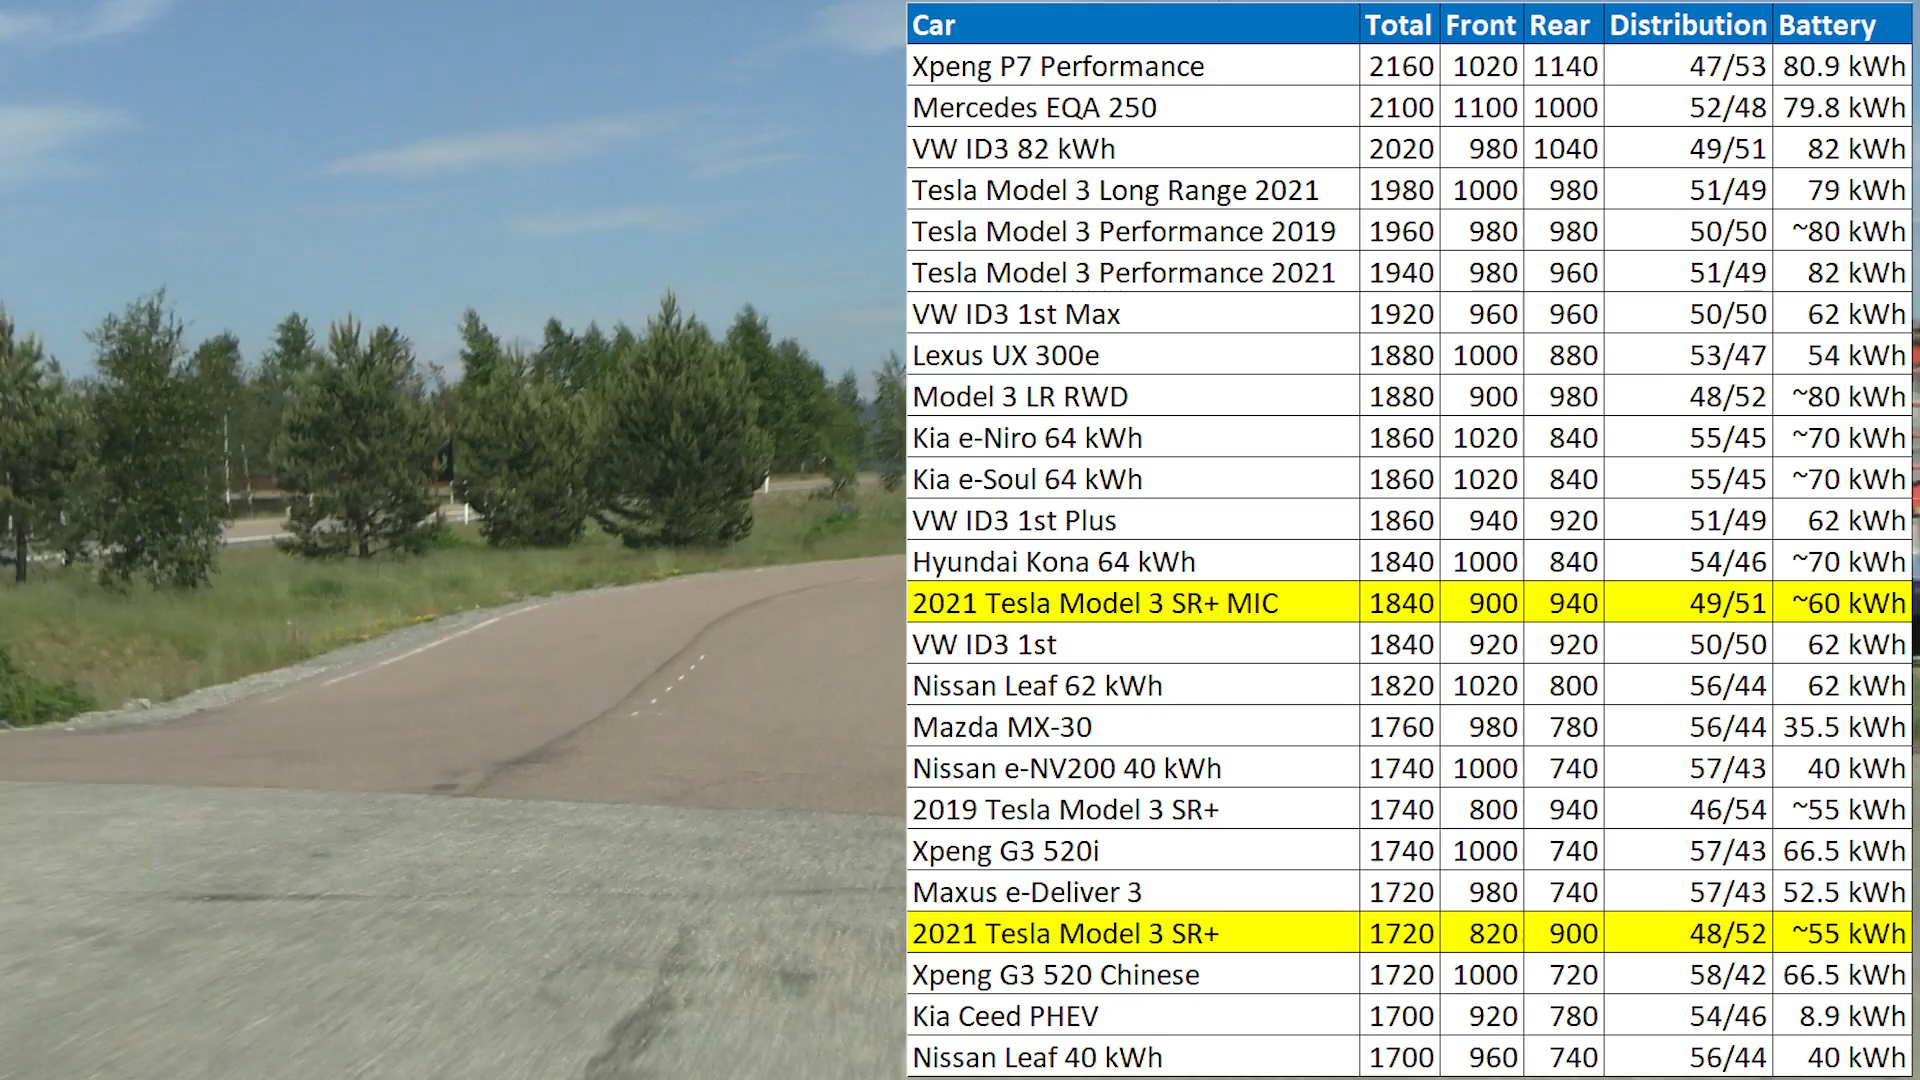 Car Total Front Rear Distribution Battery
Xpeng P7 Performance 2160 1020 1140 47/53 80.9 kWh
Mercedes EQA 250 2100 1100 1000 52/48 79.8 kWh
VW ID3 82 kWh 2020 980 1040 49/51 82 kWh
Tesla Model 3 Long Range 2021 1980 1000 980 51/49 79 kWh
Tesla Model 3 Performance 2019 1960 980 980 50/50 ~80 kWh
Tesla Model 3 Performance 2021 1940 980 960 51/49 82 kWh
VW ID3 1st Max 1920 960 960 50/50 62 kWh
Lexus UX 300e 1880 1000 880 53/47 54 kWh
Model 3 LR RWD 1880 900 980 48/52 ~80 kWh
Kia e-Niro 64 kWh 1860 1020 840 55/45 ~70 kWh
Kia e-Soul 64 kWh 1860 1020 840 55/45 ~70 kWh
VW ID3 1st Plus 1860 940 920 51/49 62 kWh
Hyundai Kona 64 kWh 1840 1000 840 54/46 ~70 kWh
2021 Tesla Model 3 SR+ MIC 1840 900 940 49/51 ~60 kWh
VW ID3 1st 1840 920 920 50/50 62 kWh
Nissan Leaf 62 kWh 1820 1020 800 56/44 62 kWh
Mazda MX-30 1760 980 780 56/44 35.5 kWh
Nissan e-NV200 40 kWh 1740 1000 740 57/43 40 kWh
2019 Tesla Model 3 SR+ 1740 800 940 46/54 ~55 kWh
Xpeng G3 520i 1740 1000 740 57/43 66.5 kWh
Maxus e-Deliver 3 1720 980 740 57/43 52.5 kWh
2021 Tesla Model 3 SR+ 1720 820 900 48/52 ~55 kWh
Xpeng G3 520 Chinese 1720 1000 720 58/42 66.5 kWh
Kia Ceed PHEV 1700 920 780 54/46 8.9 kWh
Nissan Leaf 40 kWh 1700 960 740 56/44 40 kWh